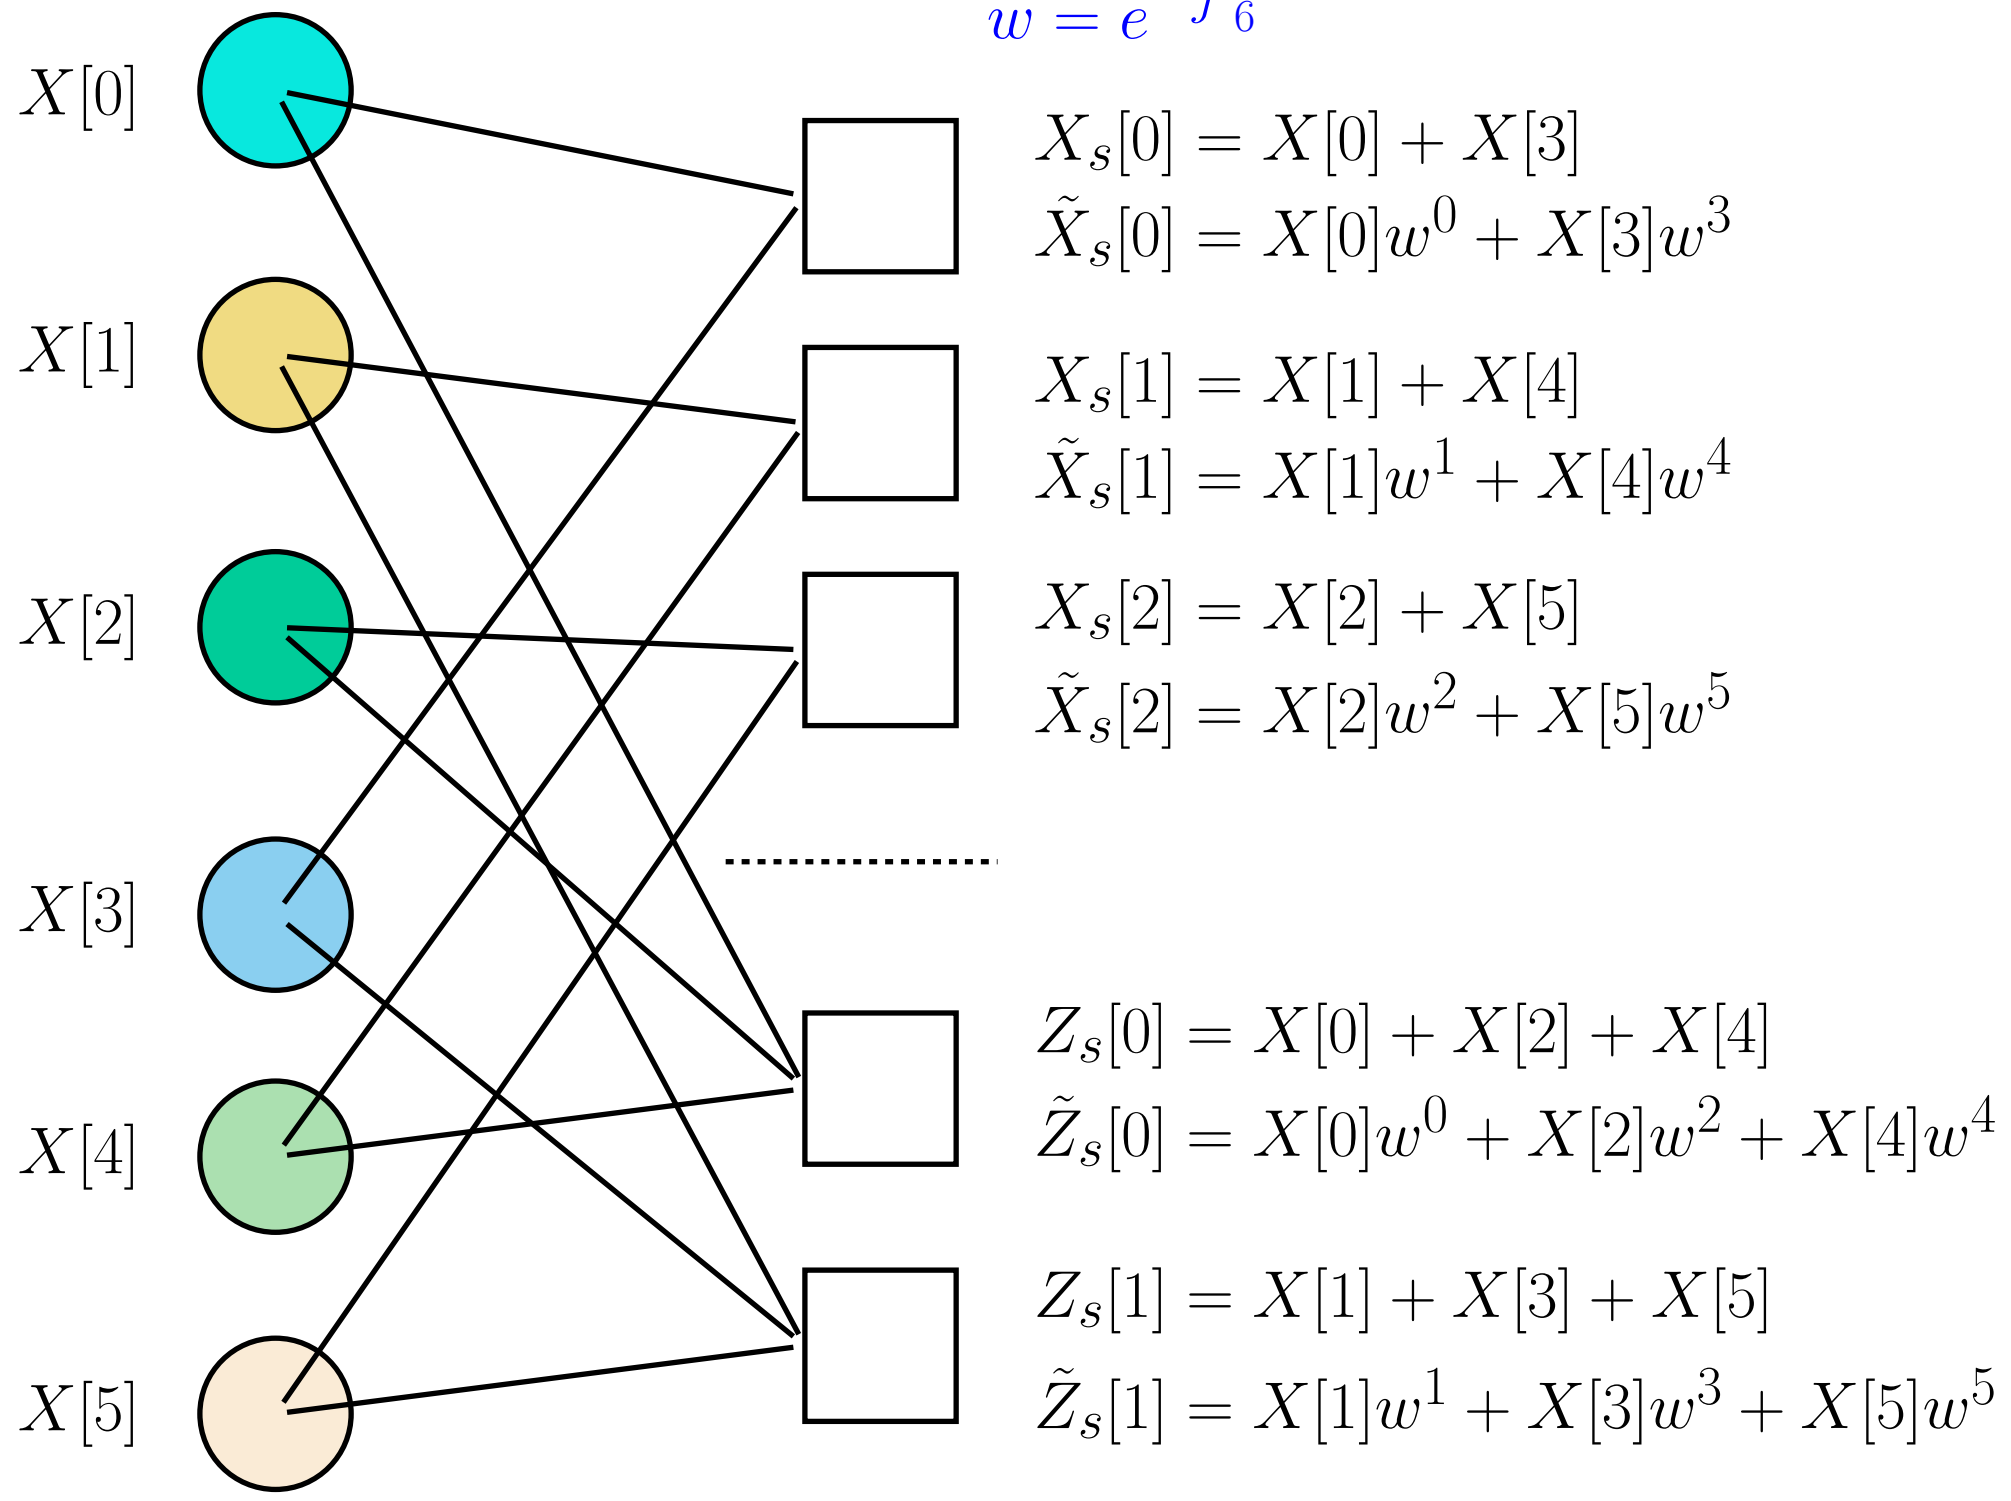 w = e^{j 6}
X[0]
X[1]
X[2]
X[3]
X[4]
X[5]
X_s[0] = X[0] + X[3]
X̃_s[0] = X[0]w^0 + X[3]w^3
X_s[1] = X[1] + X[4]
X̃_s[1] = X[1]w^1 + X[4]w^4
X_s[2] = X[2] + X[5]
X̃_s[2] = X[2]w^2 + X[5]w^5
Z_s[0] = X[0] + X[2] + X[4]
Z̃_s[0] = X[0]w^0 + X[2]w^2 + X[4]w^4
Z_s[1] = X[1] + X[3] + X[5]
Z̃_s[1] = X[1]w^1 + X[3]w^3 + X[5]w^5